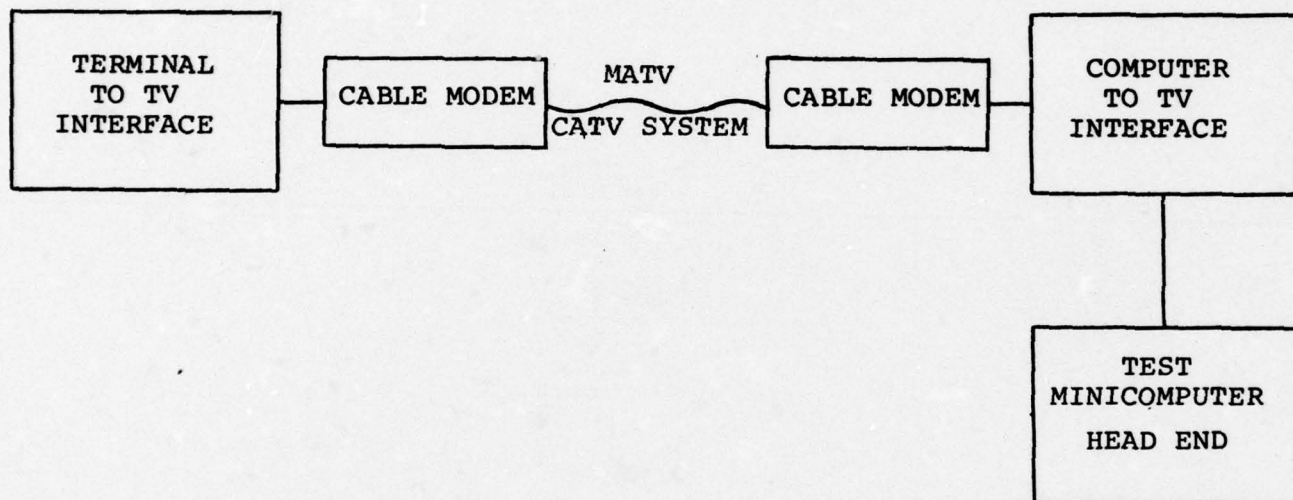 TERMINAL
TO TV
INTERFACE
CABLE MODEM
MATV
CATV SYSTEM
CABLE MODEM
COMPUTER
TO TV
INTERFACE
TEST
MINICOMPUTER
HEAD END